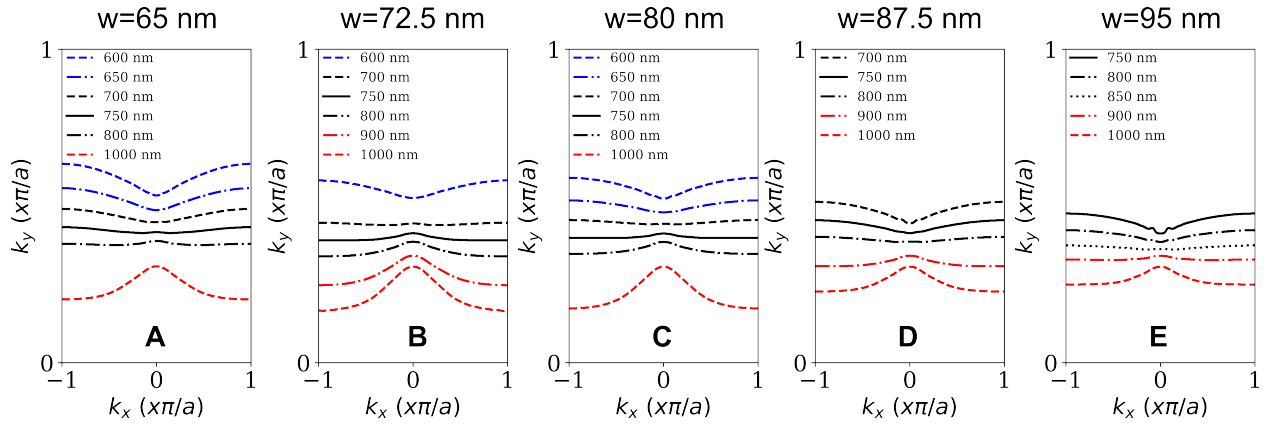 w=65 nm
1
600 nm
650 nm
700 nm
750 nm
800 nm
1000 nm
k_y (xπ/a)
A
0
−1
0
1
k_x (xπ/a)
w=72.5 nm
1
600 nm
700 nm
750 nm
800 nm
900 nm
1000 nm
k_y (xπ/a)
B
0
−1
0
1
k_x (xπ/a)
w=80 nm
1
600 nm
650 nm
700 nm
750 nm
800 nm
1000 nm
k_y (xπ/a)
C
0
−1
0
1
k_x (xπ/a)
w=87.5 nm
1
700 nm
750 nm
800 nm
900 nm
1000 nm
k_y (xπ/a)
D
0
−1
0
1
k_x (xπ/a)
w=95 nm
1
750 nm
800 nm
850 nm
900 nm
1000 nm
k_y (xπ/a)
E
0
−1
0
1
k_x (xπ/a)